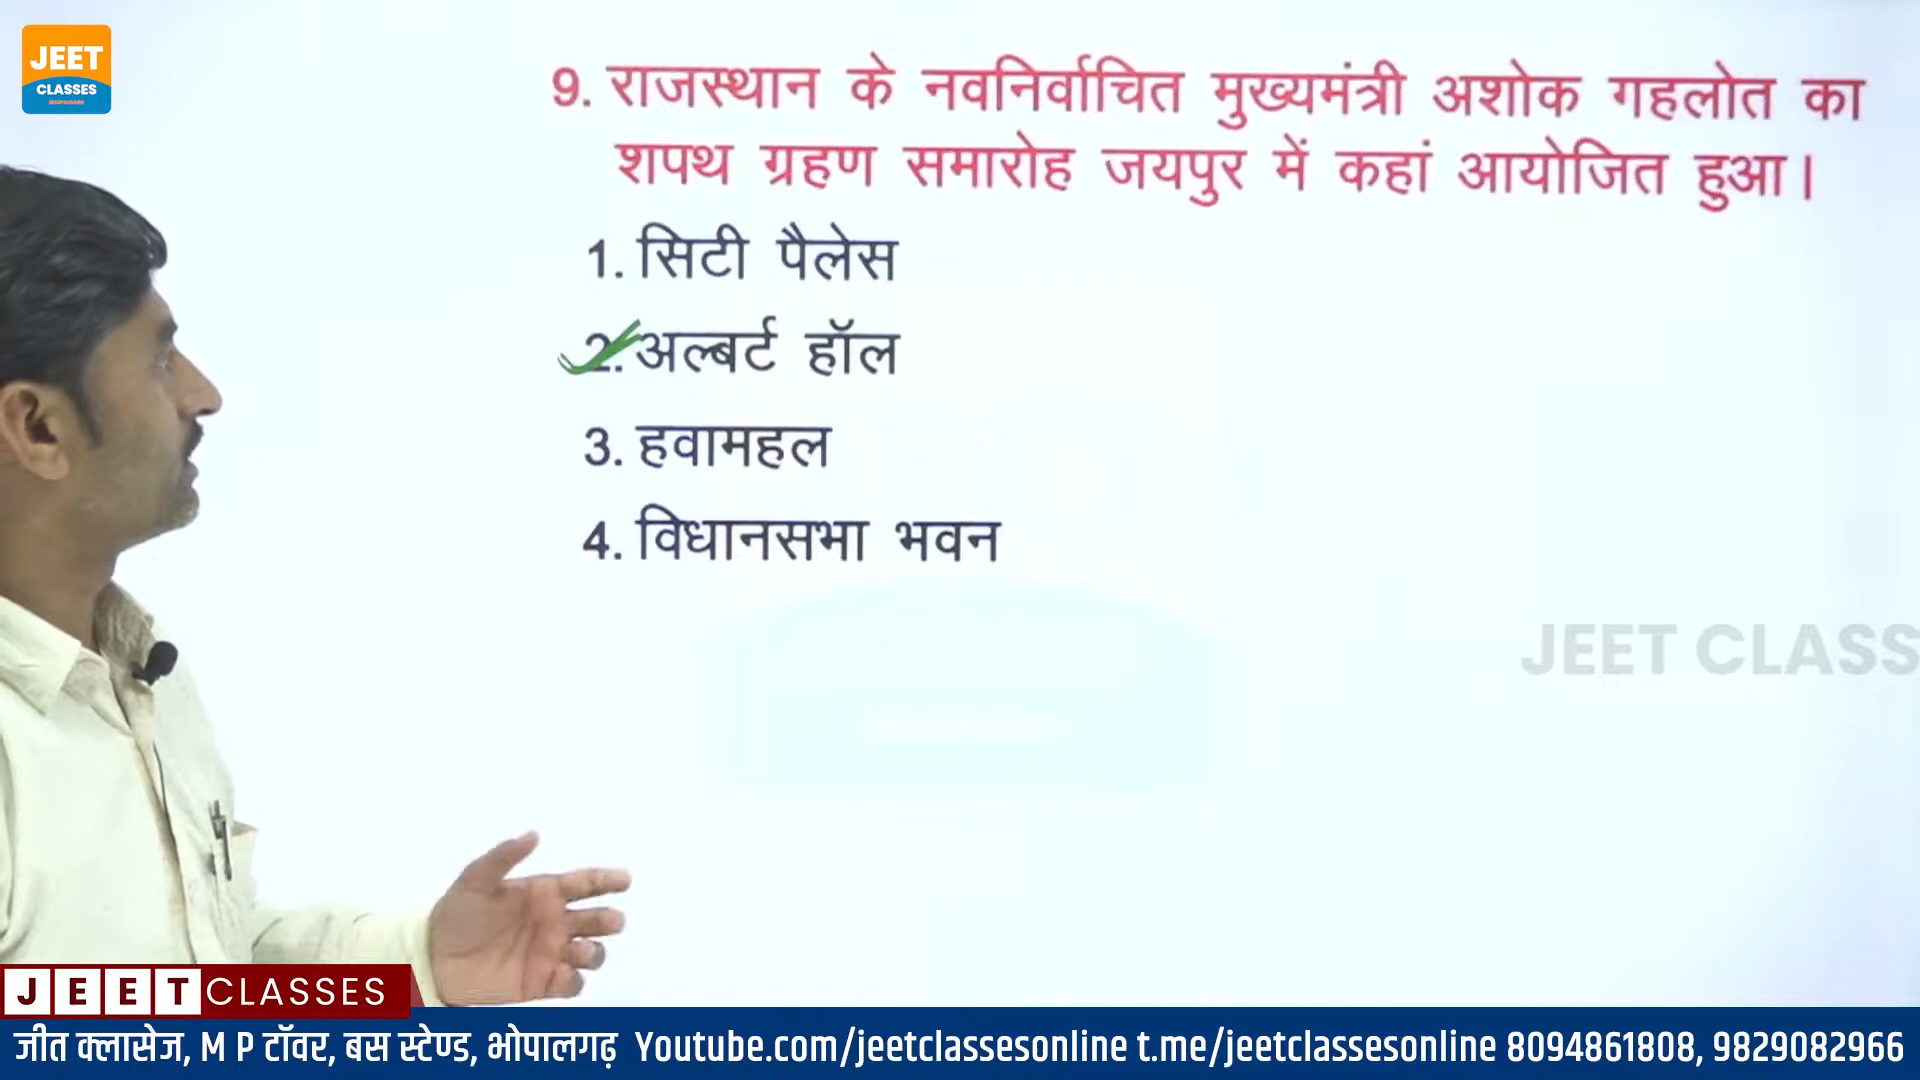 JEET
CLASSES
9. राजस्थान के नवनिर्वाचित मुख्यमंत्री अशोक गहलोत का
शपथ ग्रहण समारोह जयपुर में कहां आयोजित हुआ।
1. सिटी पैलेस
2. अल्बर्ट हॉल
3. हवामहल
4. विधानसभा भवन
JEET CLASS
JEET CLASSES
जीत क्लासेज, M P टॉवर, बस स्टेण्ड, भोपालगढ़ Youtube.com/jeetclassesonline t.me/jeetclassesonline 8094861808, 9829082966